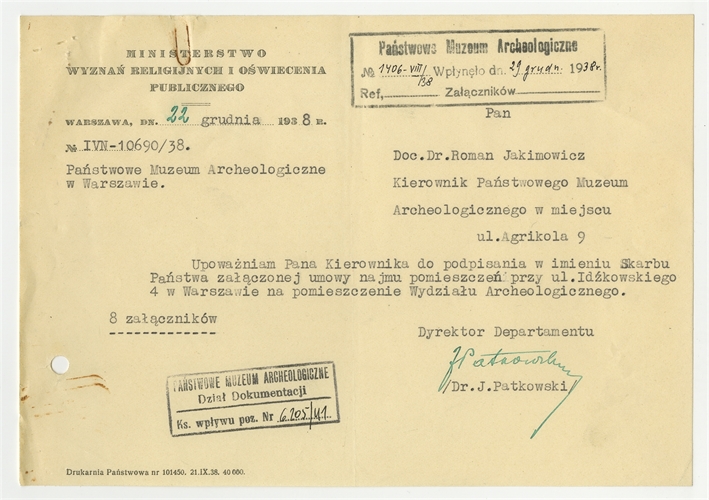 MINISTERSTWO
WYZNAŃ RELIGIJNYCH I OŚWIECENIA
PUBLICZNEGO
WARSZAWA, DN. 22 grudnia 1938 R.
№ IVN-10690/38.
Państwowe Muzeum Archeologiczne
w Warszawie.
Państwowe Muzeum Archeologiczne
№ 1406-VIII/38 Wpłynęło dn. 29 grudn. 1938 r.
Ref. Załączników
Pan
Doc.Dr.Roman Jakimowicz
Kierownik Państwowego Muzeum
Archeologicznego w miejscu
ul.Agrikola 9
Upoważniam Pana Kierownika do podpisania w imieniu Skarbu
Państwa załączonej umowy najmu pomieszczeń przy ul.Idźkowskiego
4 w Warszawie na pomieszczenie Wydziału Archeologicznego.
8 załączników
Dyrektor Departamentu
JPatkowski
/Dr.J.Patkowski/
PAŃSTWOWE MUZEUM ARCHEOLOGICZNE
Dział Dokumentacji
Ks. wpływu poz. Nr 6205/41.
Drukarnia Państwowa nr 101450. 21.IX.38. 40 660.